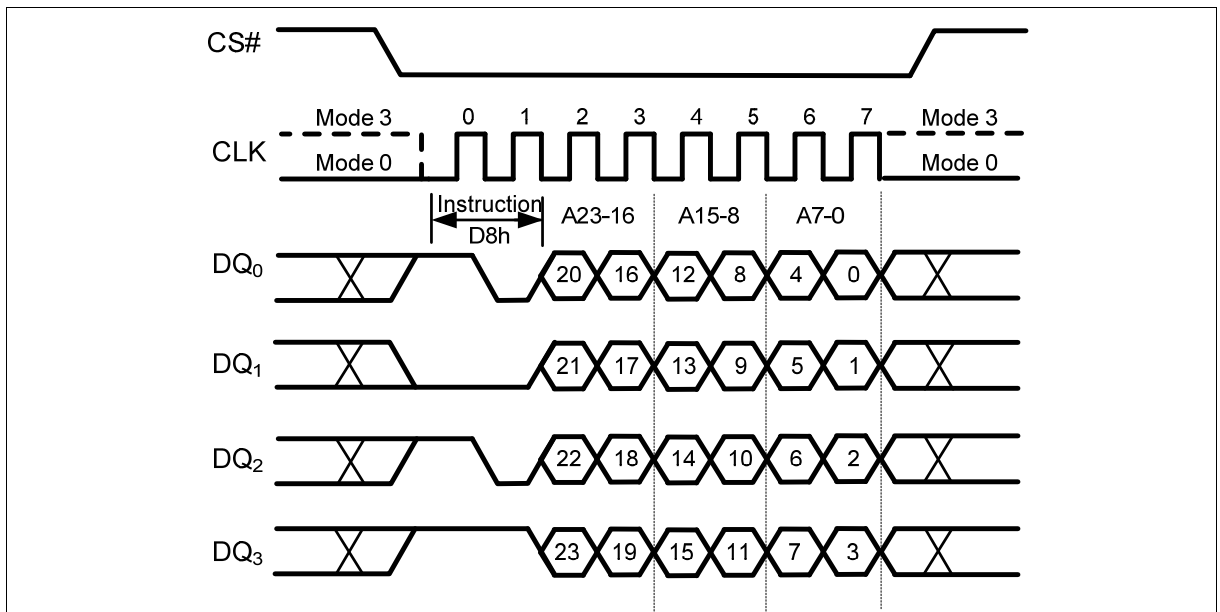 CS#
Mode 3 0 1 2 3 4 5 6 7 Mode 3
CLK
Mode 0 Mode 0
Instruction A23-16 A15-8 A7-0
D8h
DQ0 20 16 12 8 4 0
DQ1 21 17 13 9 5 1
DQ2 22 18 14 10 6 2
DQ3 23 19 15 11 7 3